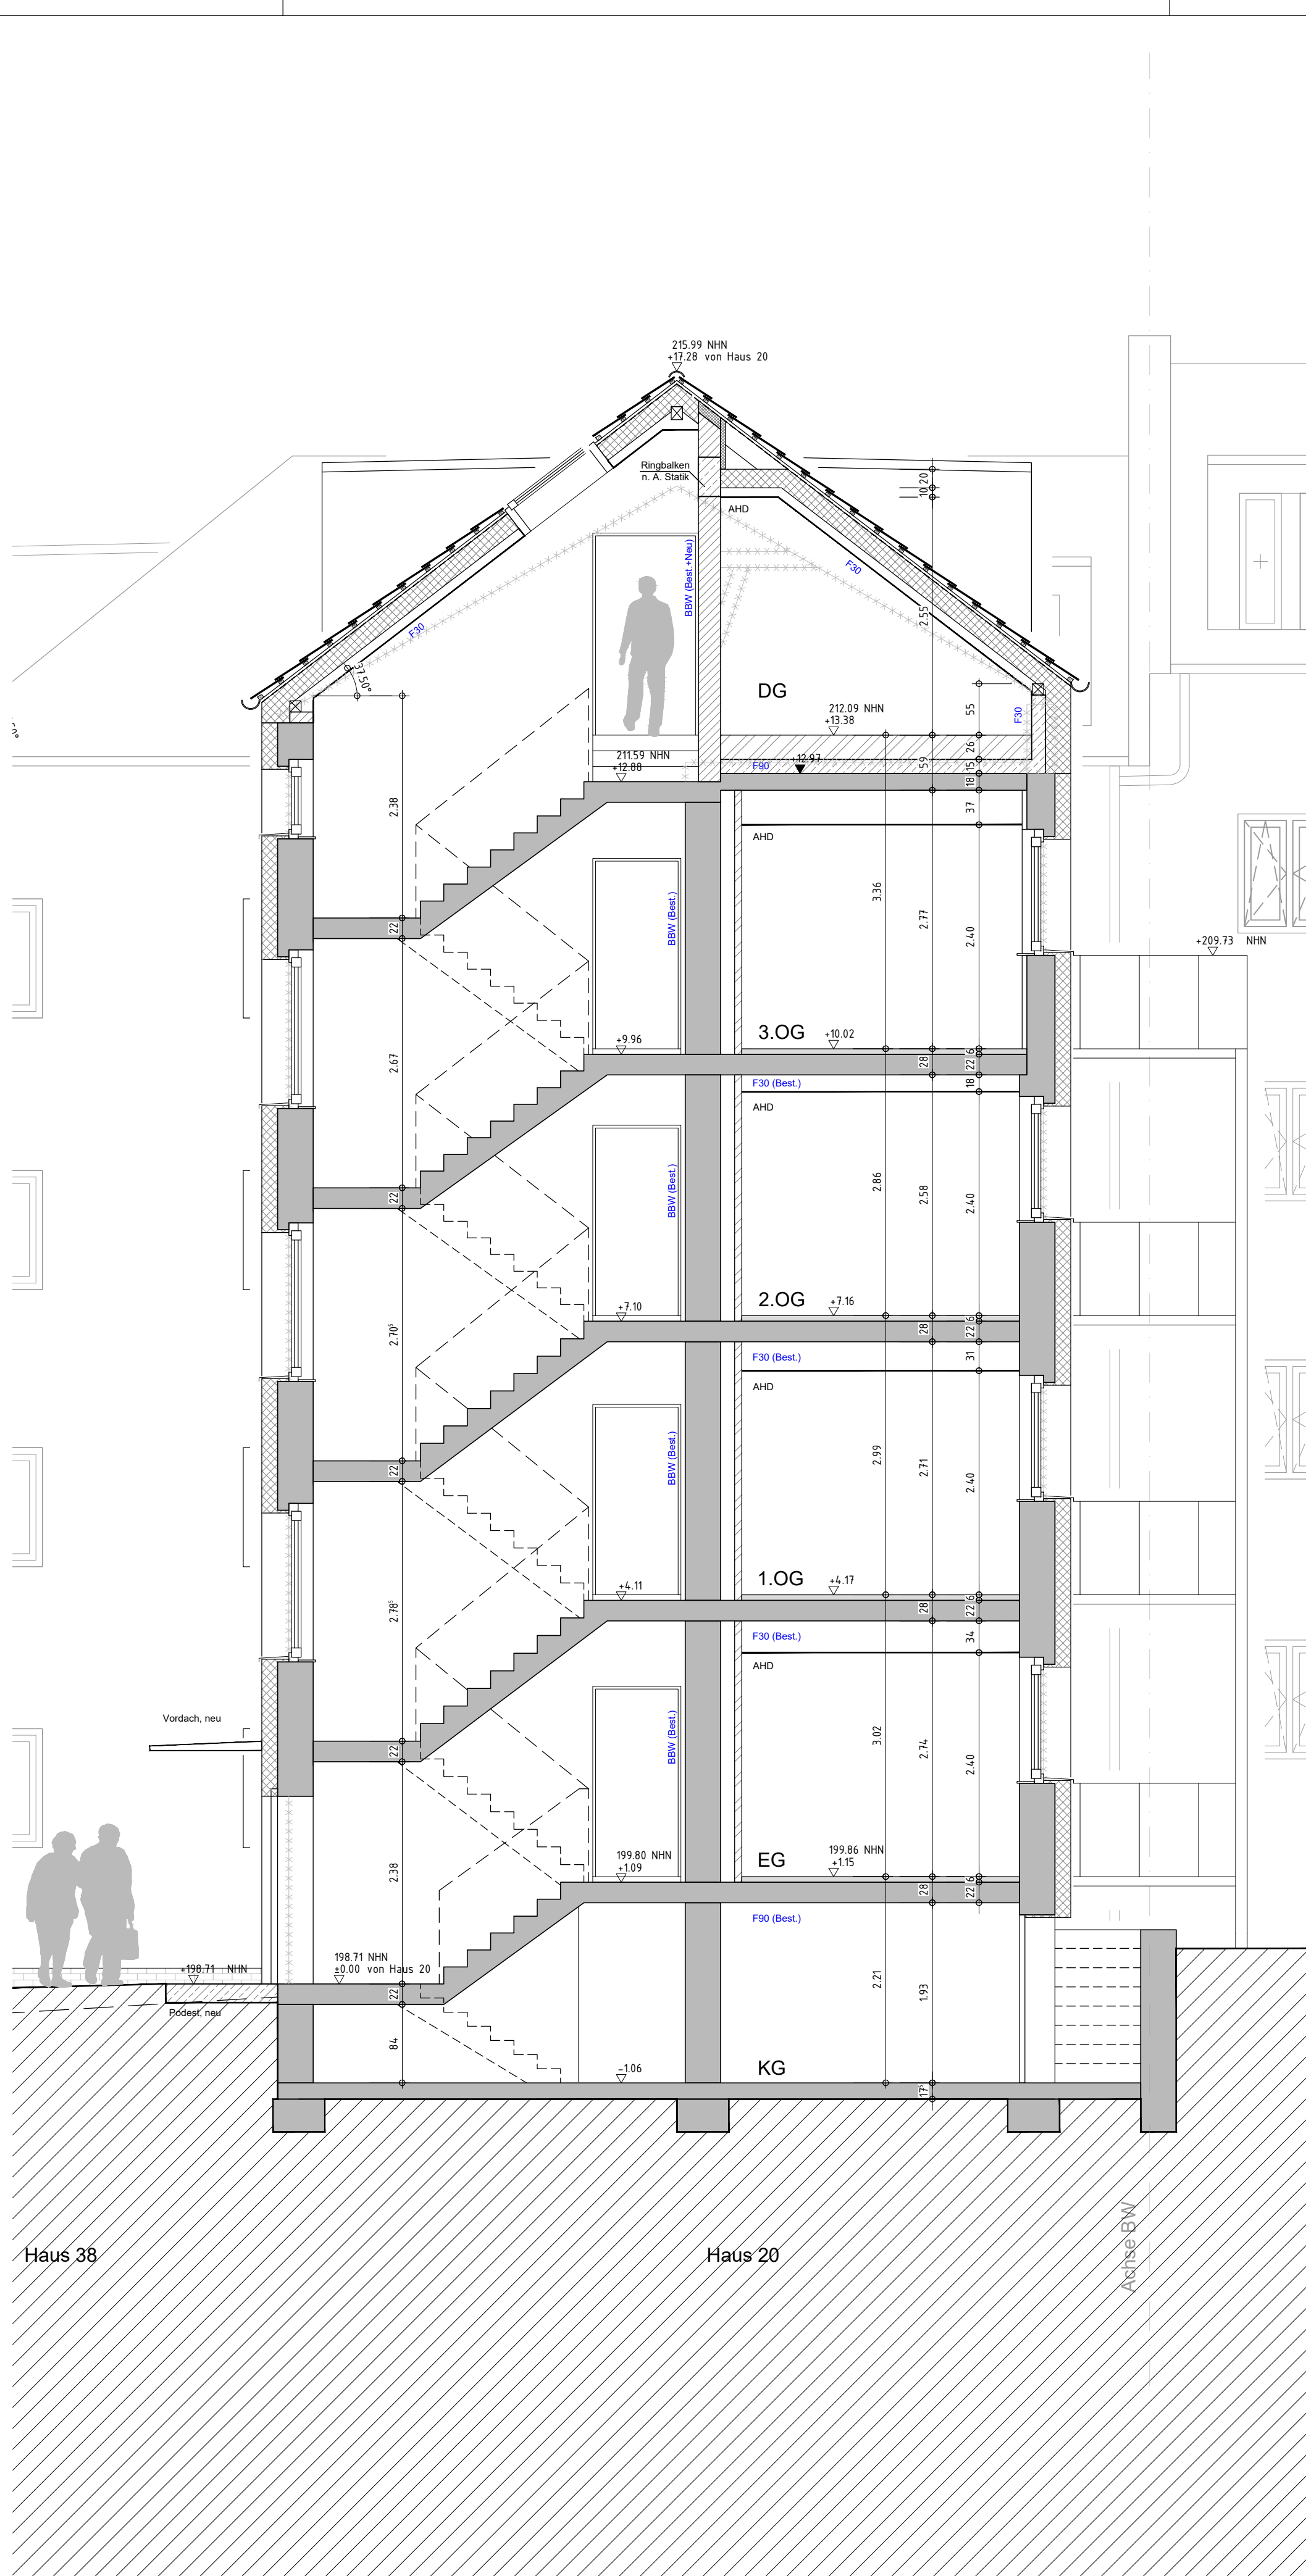 215.99 NHN
+17.28 von Haus 20
Ringbalken
n. A. Statik
AHD
20
10
BBW (Best.+Neu)
F30
F30
2.55
37.50°
DG
55
F30
212.09 NHN
+13.38
211.59 NHN
+12.88
F90
+12.97
59
26
15
18
37
2.38
AHD
BBW (Best.)
3.36
2.77
2.40
22
+209.73 NHN
3.OG
+10.02
+9.96
2.67
28
6
22
18
F30 (Best.)
AHD
BBW (Best.)
2.86
2.58
2.40
22
2.OG
+7.16
+7.10
2.70⁵
28
6
22
31
F30 (Best.)
AHD
BBW (Best.)
2.99
2.71
2.40
22
1.OG
+4.17
+4.11
2.78⁵
28
6
22
34
F30 (Best.)
AHD
BBW (Best.)
Vordach, neu
3.02
2.74
2.40
22
EG
199.86 NHN
+1.15
199.80 NHN
+1.09
2.38
28
6
22
F90 (Best.)
198.71 NHN
±0.00 von Haus 20
+198.71 NHN
Podest, neu
22
2.21
1.93
84
-1.06
KG
17⁵
Achse BW
Haus 38
Haus 20